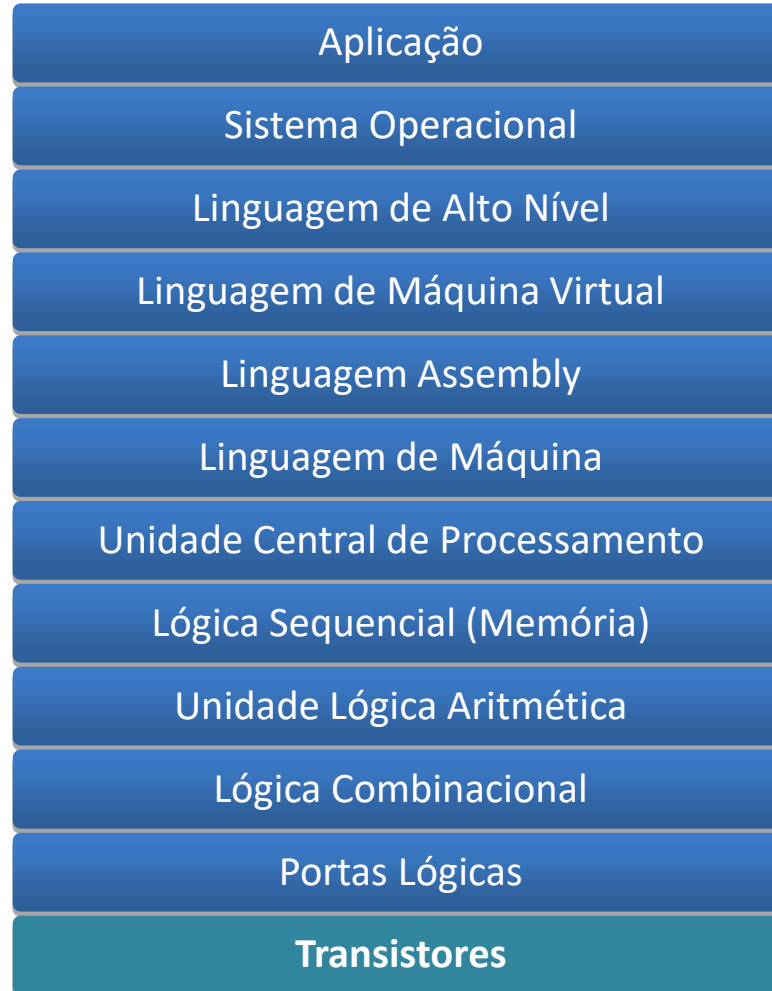 Aplicação
Sistema Operacional
Linguagem de Alto Nível
Linguagem de Máquina Virtual
Linguagem Assembly
Linguagem de Máquina
Unidade Central de Processamento
Lógica Sequencial (Memória)
Unidade Lógica Aritmética
Lógica Combinacional
Portas Lógicas
Transistores